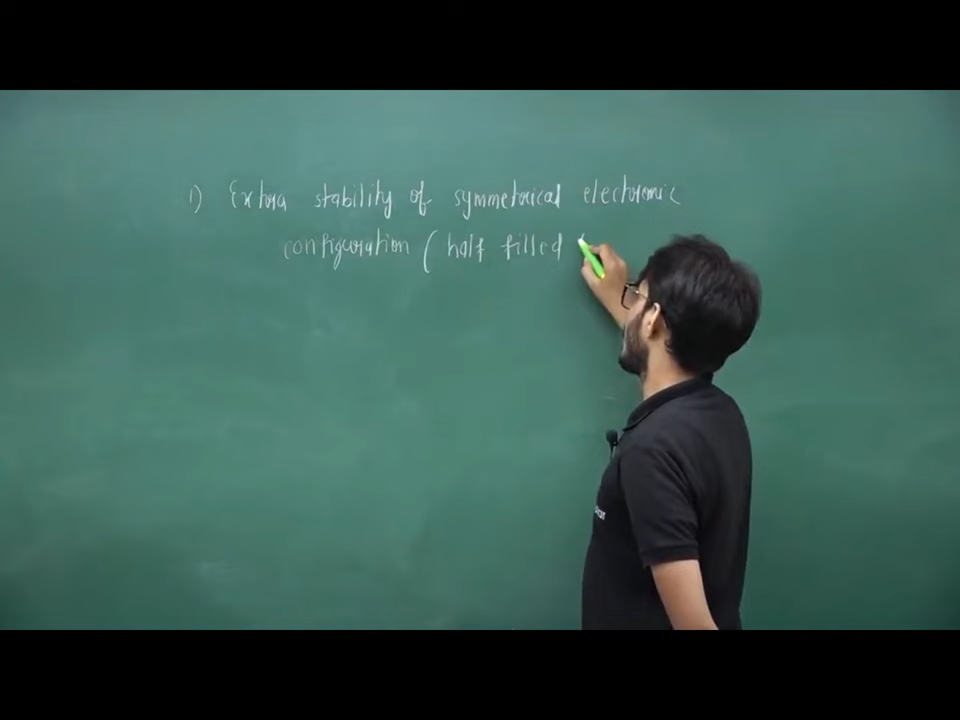 1) Extra stability of symmetrical electronic
configuration ( half filled